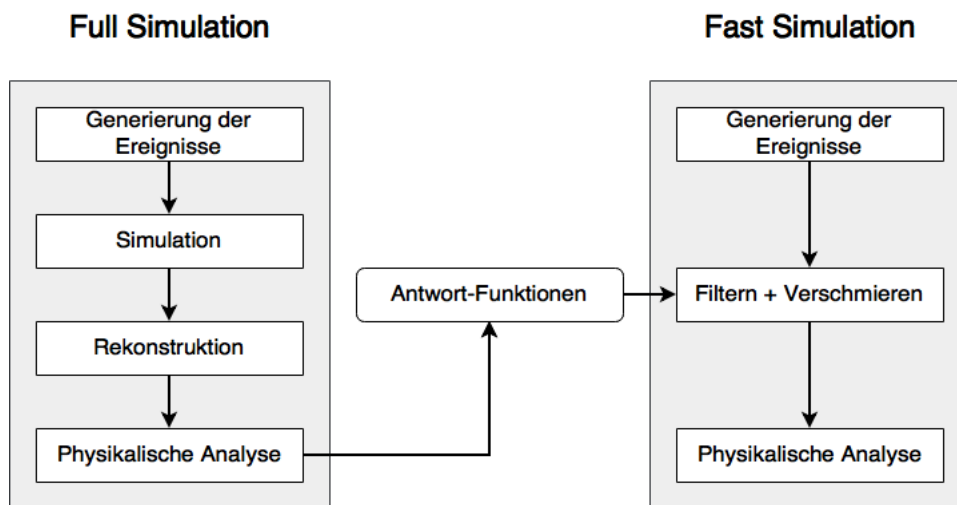 Full Simulation
Generierung der
Ereignisse
Simulation
Rekonstruktion
Physikalische Analyse
Antwort-Funktionen
Fast Simulation
Generierung der
Ereignisse
Filtern + Verschmieren
Physikalische Analyse